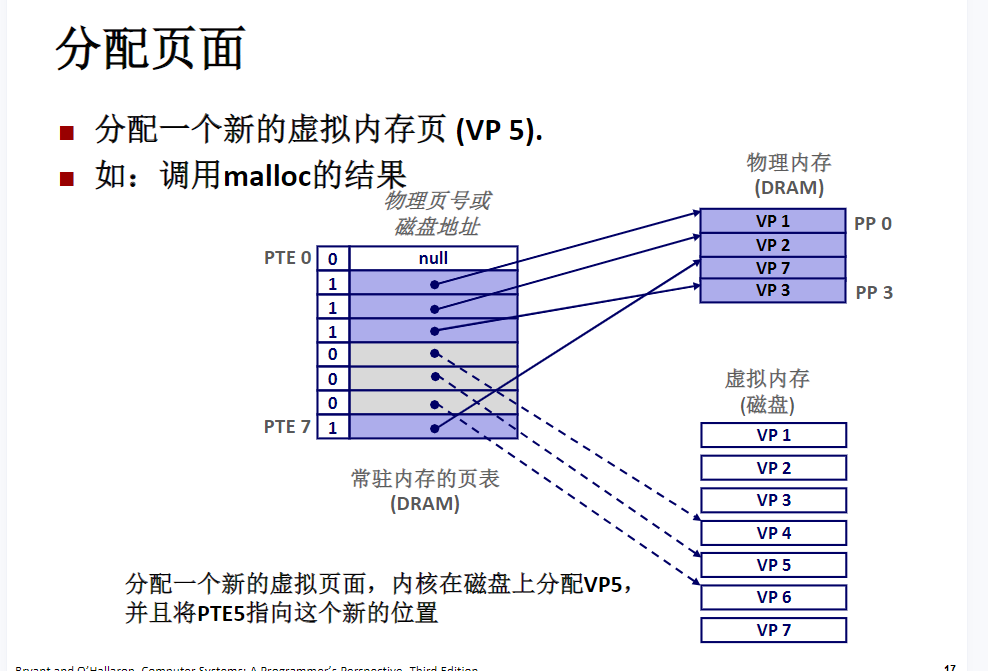 分配页面
■ 分配一个新的虚拟内存页 (VP 5).
■ 如：调用malloc的结果
物理页号或
磁盘地址
PTE 0
0 null
1
1
1
0
0
0
PTE 7
1
常驻内存的页表
(DRAM)
物理内存
(DRAM)
VP 1
PP 0
VP 2
VP 7
VP 3
PP 3
虚拟内存
(磁盘)
VP 1
VP 2
VP 3
VP 4
VP 5
VP 6
VP 7
分配一个新的虚拟页面，内核在磁盘上分配VP5，
并且将PTE5指向这个新的位置
Bryant and O'Hallaron, Computer Systems: A Programmer's Perspective, Third Edition
17